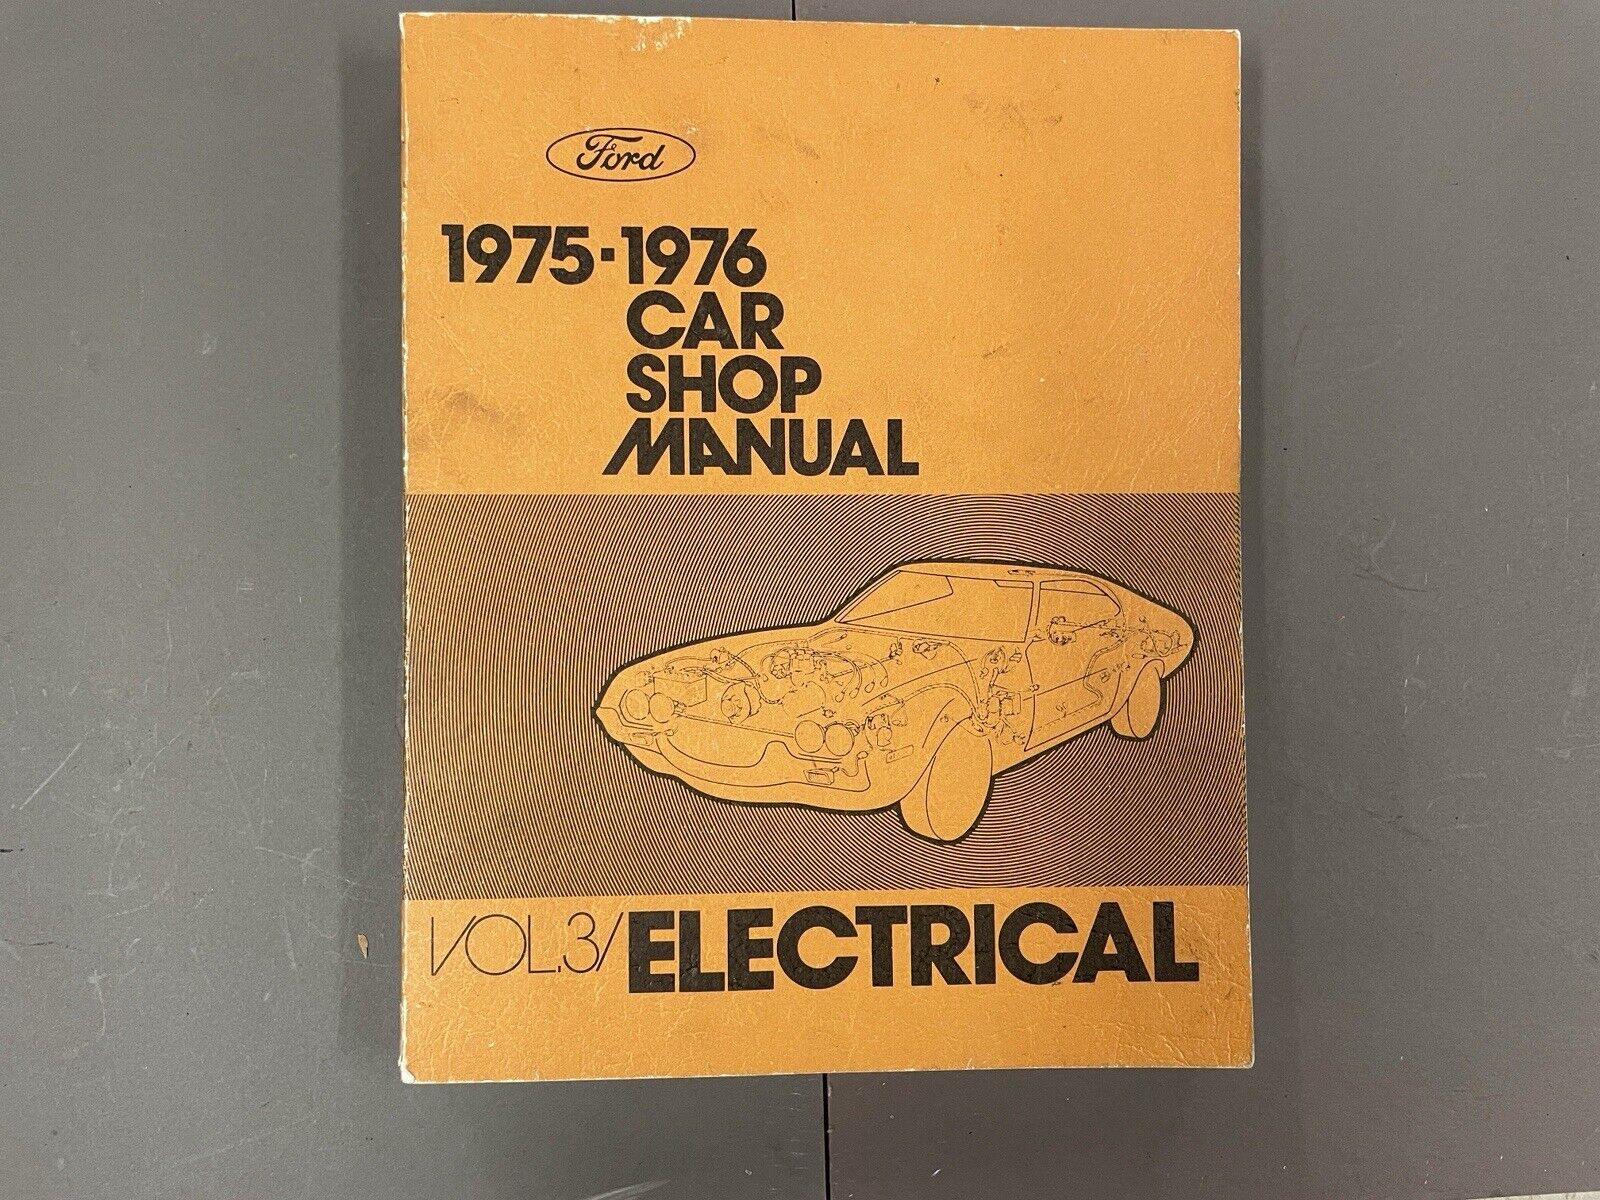 Ford
1975-1976
CAR
SHOP
MANUAL
VOL.3/ELECTRICAL